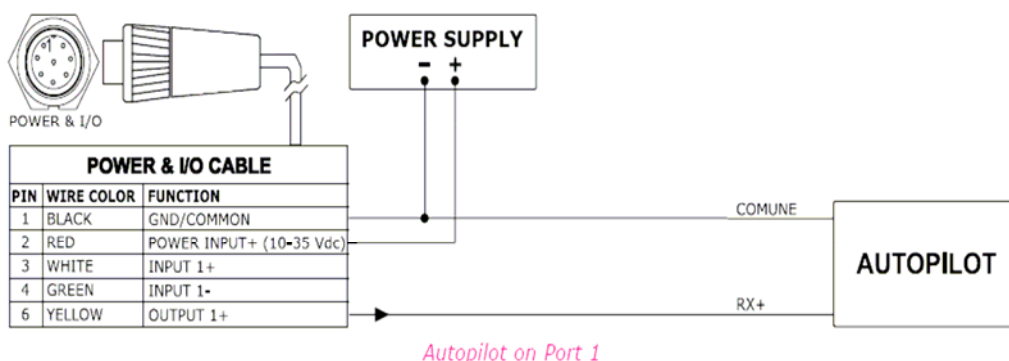 1
POWER & I/O
POWER SUPPLY
- +
POWER & I/O CABLE
PIN WIRE COLOR FUNCTION
1 BLACK GND/COMMON
2 RED POWER INPUT+ (10-35 Vdc)
3 WHITE INPUT 1+
4 GREEN INPUT 1-
6 YELLOW OUTPUT 1+
COMUNE
RX+
AUTOPILOT
Autopilot on Port 1